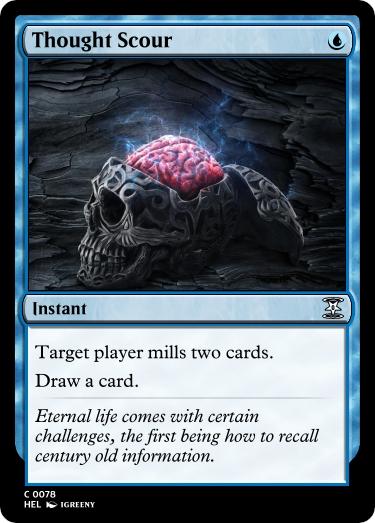 Thought Scour
Instant
Target player mills two cards.
Draw a card.
Eternal life comes with certain
challenges, the first being how to recall
century old information.
C 0078
HEL IGREENY